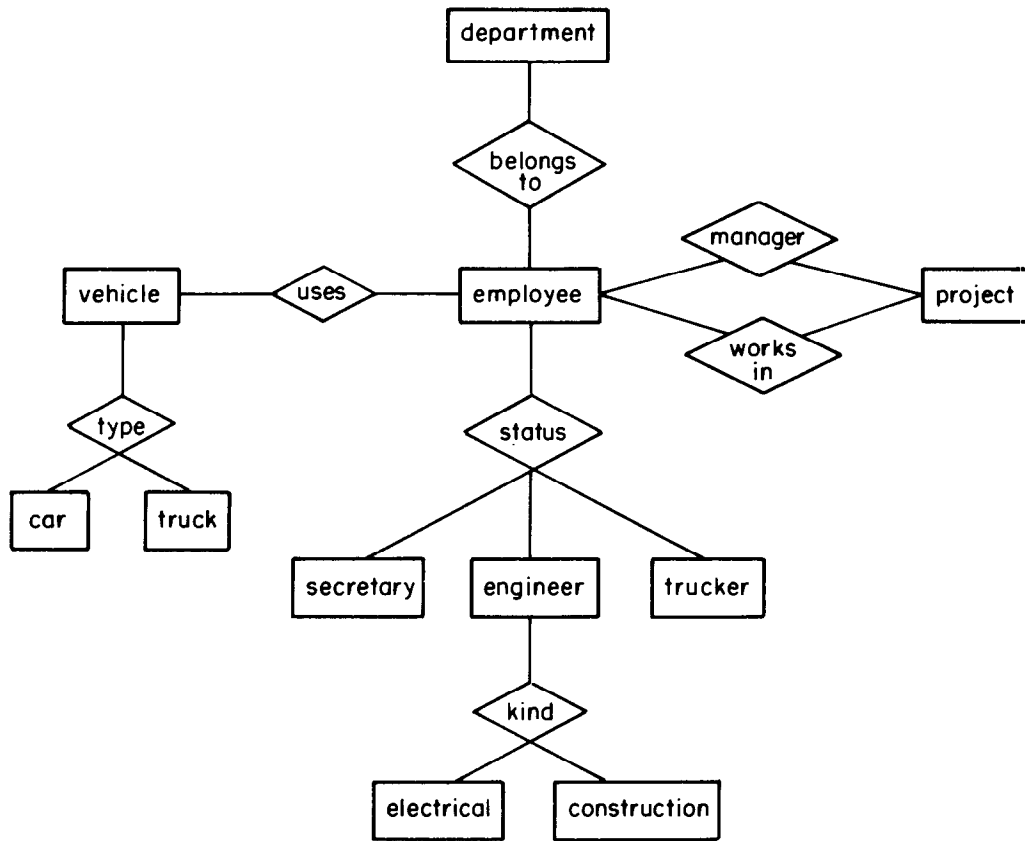 department
belongs
to
manager
vehicle
uses
employee
project
works
in
type
status
car
truck
secretary
engineer
trucker
kind
electrical
construction